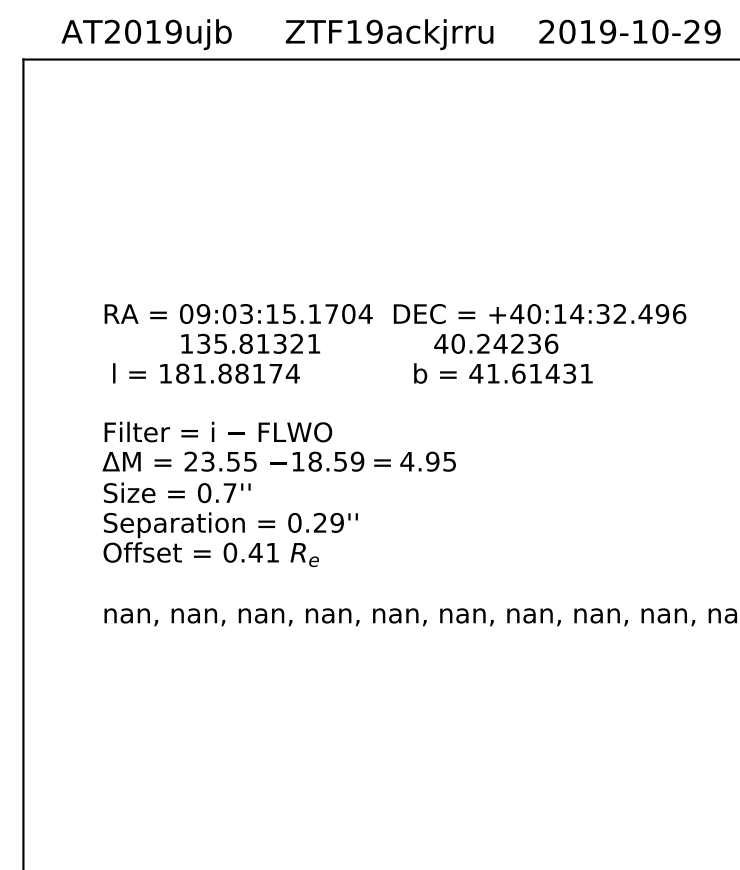 AT2019ujb ZTF19ackjrru 2019-10-29
RA = 09:03:15.1704 DEC = +40:14:32.496
135.81321 40.24236
l = 181.88174 b = 41.61431
Filter = i − FLWO
ΔM = 23.55 −18.59 = 4.95
Size = 0.7''
Separation = 0.29''
Offset = 0.41 Rₑ
nan, nan, nan, nan, nan, nan, nan, nan, nan, na